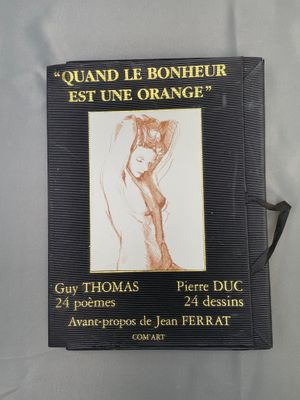 “QUAND LE BONHEUR
EST UNE ORANGE”
Guy THOMAS Pierre DUC
24 poèmes 24 dessins
Avant-propos de Jean FERRAT
COM'ART